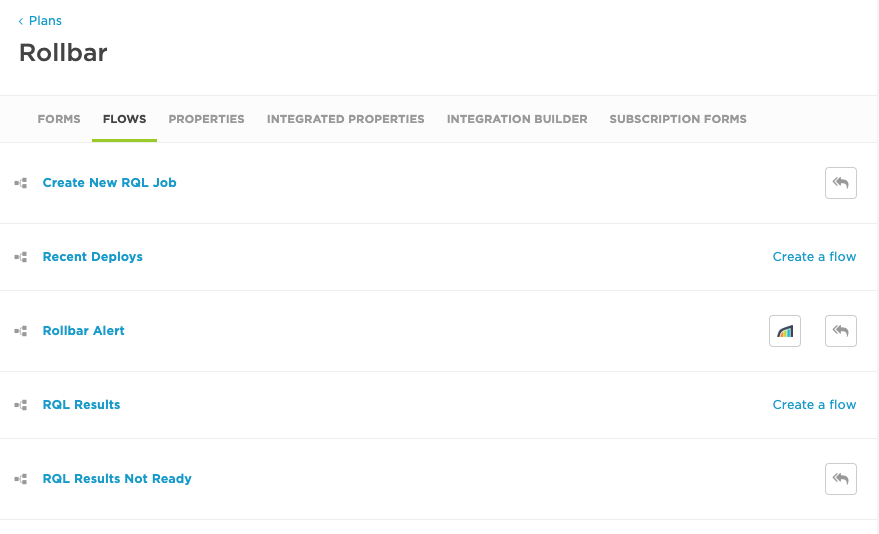 Plans
Rollbar
FORMS FLOWS PROPERTIES INTEGRATED PROPERTIES INTEGRATION BUILDER SUBSCRIPTION FORMS
Create New RQL Job
Recent Deploys Create a flow
Rollbar Alert
RQL Results Create a flow
RQL Results Not Ready